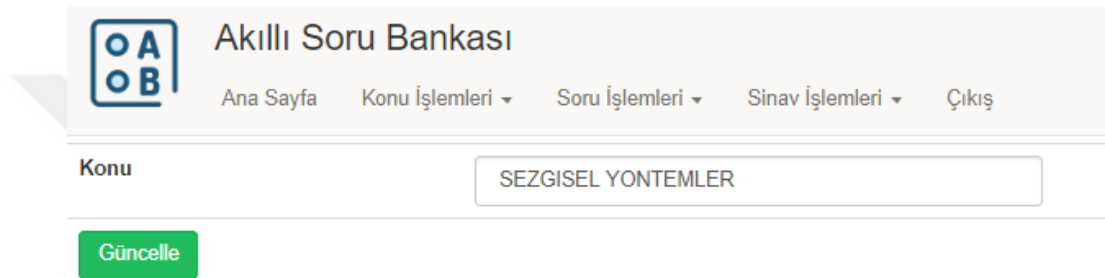 A
B
Akıllı Soru Bankası
Ana Sayfa Konu İşlemleri Soru İşlemleri Sinav İşlemleri Çıkış
Konu SEZGISEL YONTEMLER
Güncelle